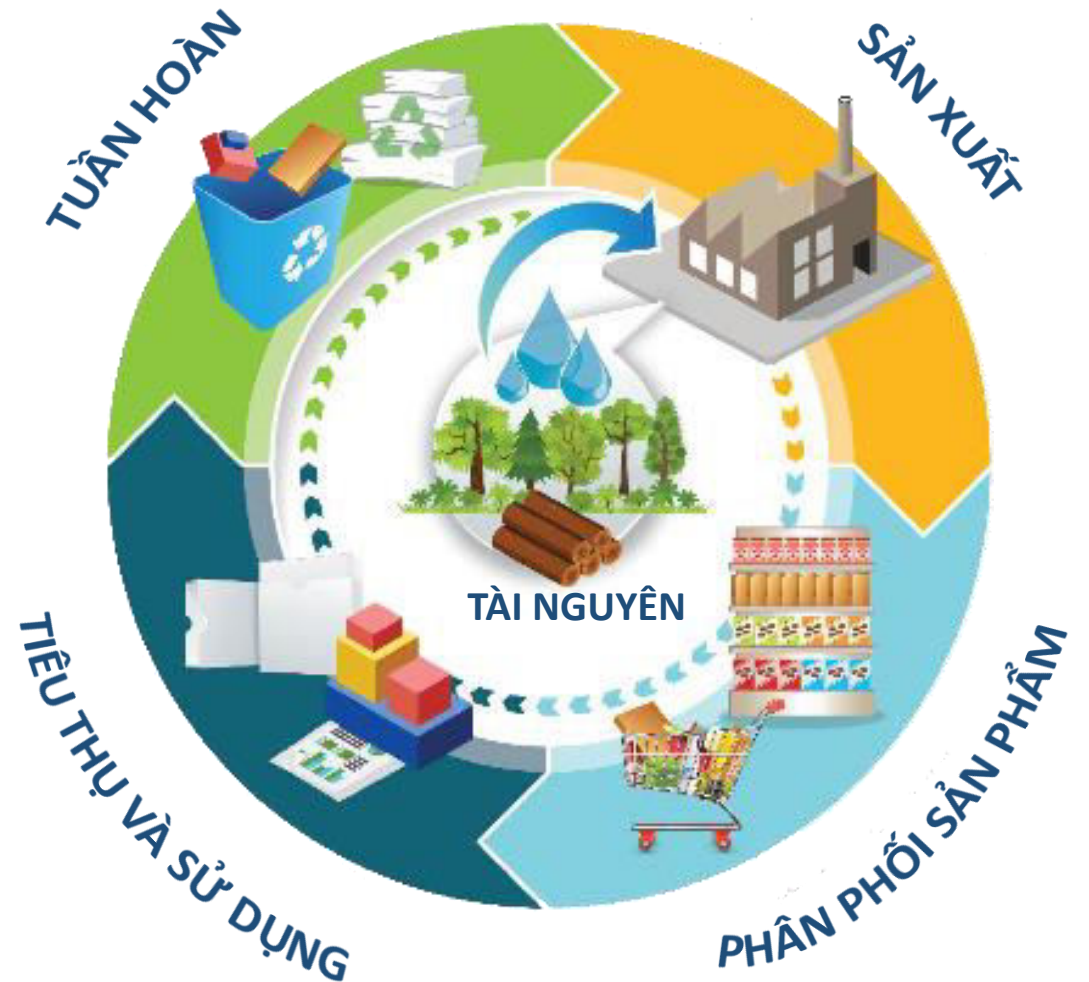 TUẦN HOÀN
SẢN XUẤT
TÀI NGUYÊN
TIÊU THỤ VÀ SỬ DỤNG
PHÂN PHỐI SẢN PHẨM